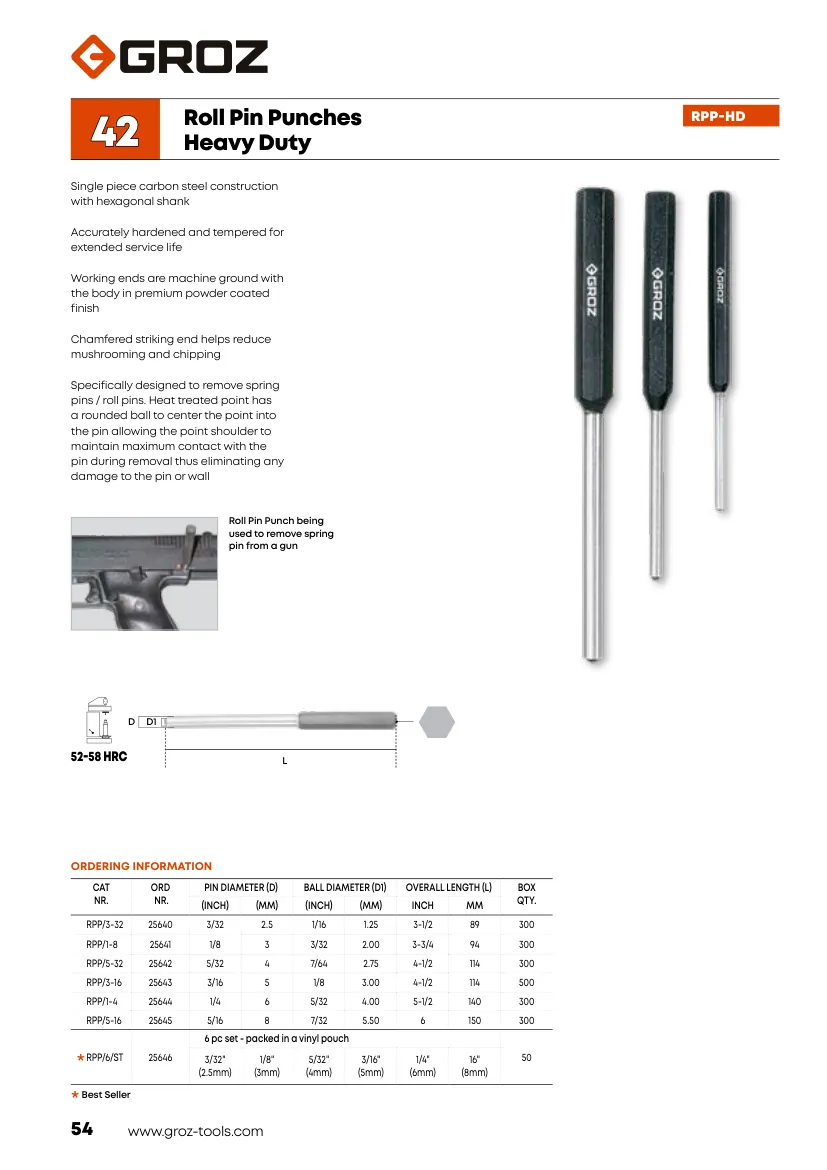 GROZ
42
Roll Pin Punches
Heavy Duty
RPP-HD
Single piece carbon steel construction
with hexagonal shank
Accurately hardened and tempered for
extended service life
Working ends are machine ground with
the body in premium powder coated
finish
Chamfered striking end helps reduce
mushrooming and chipping
Specifically designed to remove spring
pins / roll pins. Heat treated point has
a rounded ball to center the point into
the pin allowing the point shoulder to
maintain maximum contact with the
pin during removal thus eliminating any
damage to the pin or wall
GROZ
GROZ
GROZ
Roll Pin Punch being
used to remove spring
pin from a gun
D D1
52-58 HRC
L
ORDERING INFORMATION
CAT NR. ORD NR. PIN DIAMETER (D) BALL DIAMETER (D1) OVERALL LENGTH (L) BOX QTY.
(INCH) (MM) (INCH) (MM) INCH MM
RPP/3-32 25640 3/32 2.5 1/16 1.25 3-1/2 89 300
RPP/1-8 25641 1/8 3 3/32 2.00 3-3/4 94 300
RPP/5-32 25642 5/32 4 7/64 2.75 4-1/2 114 300
RPP/3-16 25643 3/16 5 1/8 3.00 4-1/2 114 500
RPP/1-4 25644 1/4 6 5/32 4.00 5-1/2 140 300
RPP/5-16 25645 5/16 8 7/32 5.50 6 150 300
6 pc set - packed in a vinyl pouch
* RPP/6/ST 25646 3/32" 1/8" 5/32" 3/16" 1/4" 16" 50
(2.5mm) (3mm) (4mm) (5mm) (6mm) (8mm)
* Best Seller
54 www.groz-tools.com